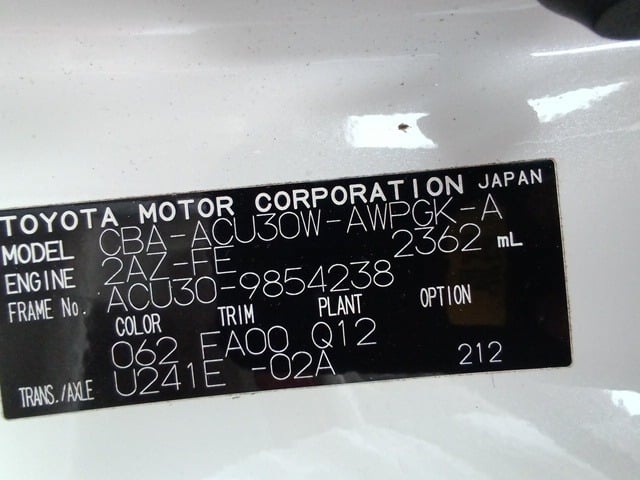 TOYOTA MOTOR CORPORATION JAPAN
MODEL CBA-ACU30W-AWPGK-A
ENGINE 2AZ-FE 2362 mL
FRAME No. ACU30-9854238
COLOR TRIM PLANT OPTION
062 FA00 Q12
TRANS./AXLE U241E -02A 212